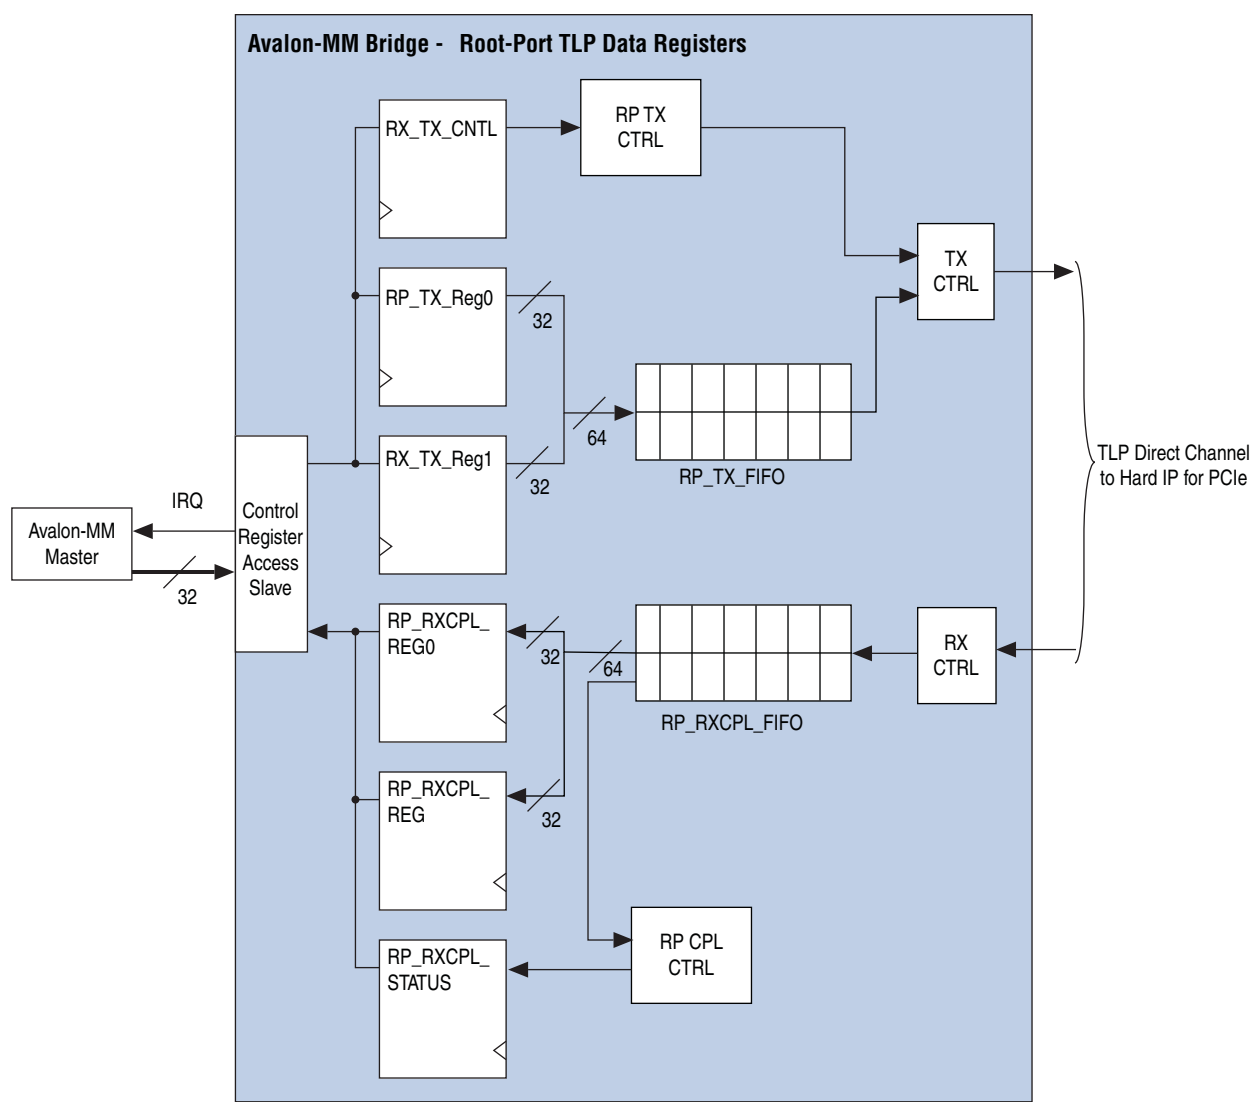 Avalon-MM Bridge - Root-Port TLP Data Registers
RX_TX_CNTL
RP TX
CTRL
TX
CTRL
RP_TX_Reg0
32
64
RP_TX_FIFO
RX_TX_Reg1
32
TLP Direct Channel
to Hard IP for PCIe
IRQ
Avalon-MM
Master
32
Control
Register
Access
Slave
RP_RXCPL_
REG0
32
64
RP_RXCPL_FIFO
RX
CTRL
RP_RXCPL_
REG
32
RP CPL
CTRL
RP_RXCPL_
STATUS